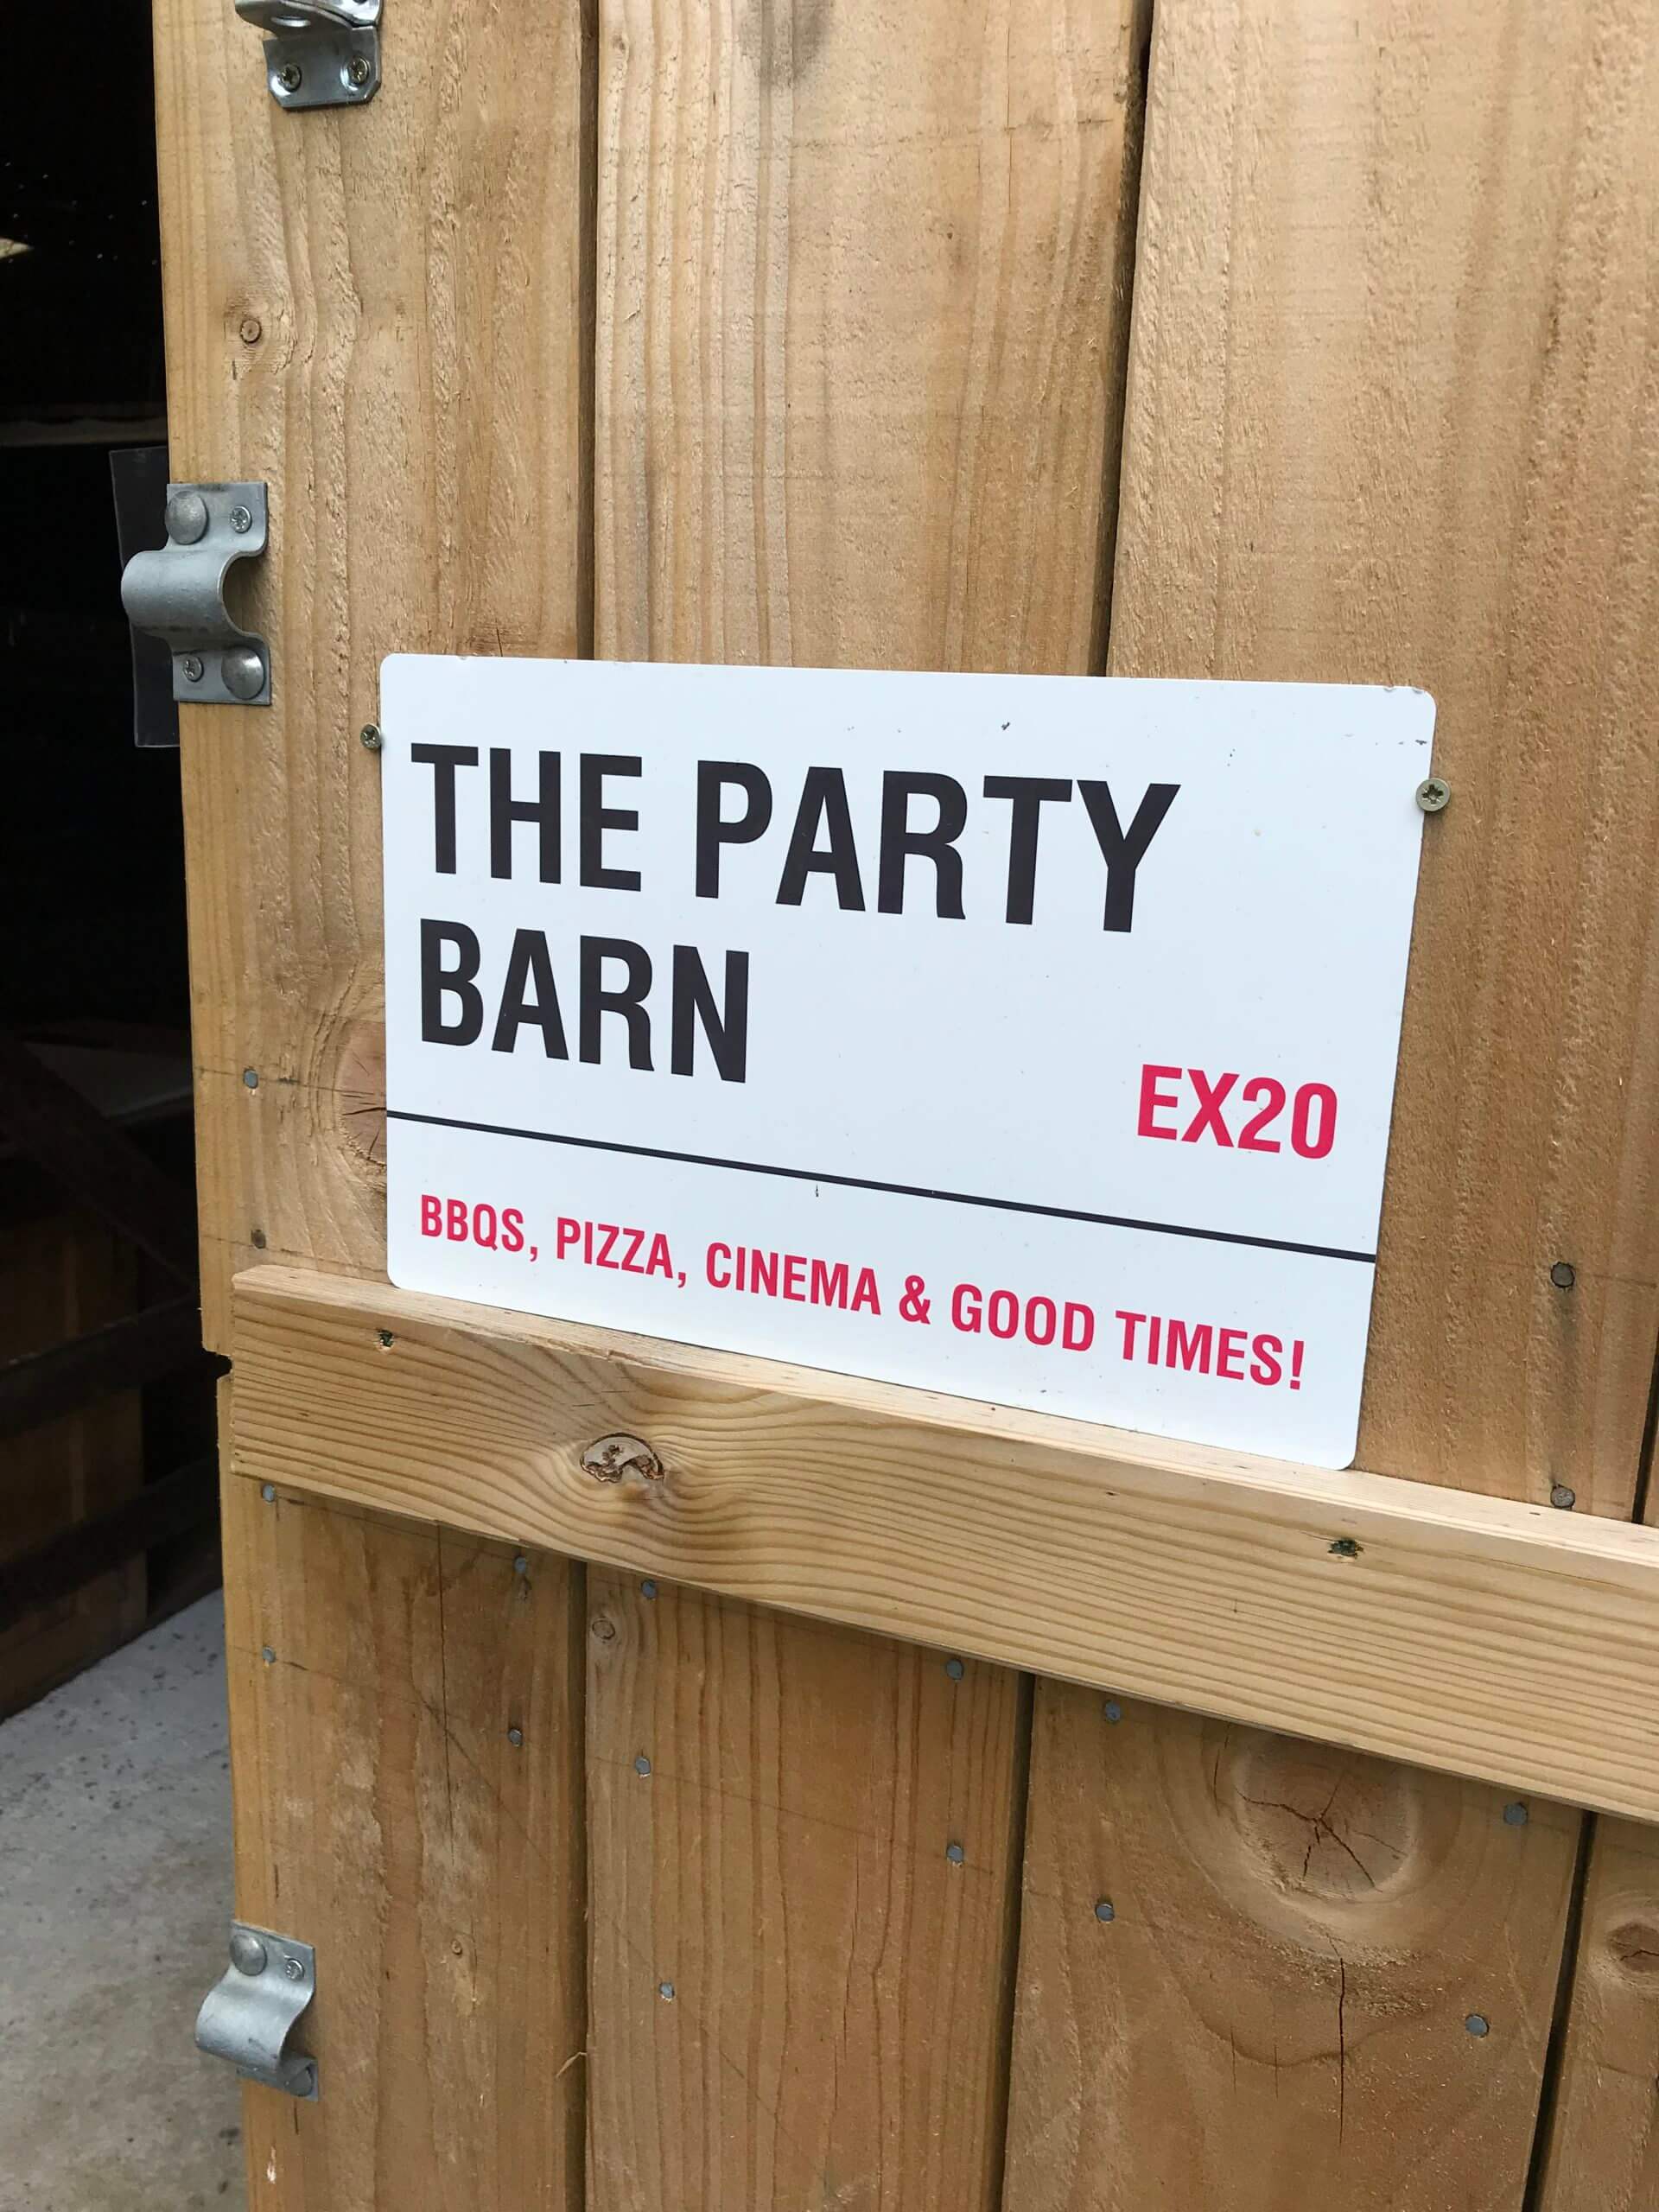 THE PARTY
BARN
EX20
BBQS, PIZZA, CINEMA & GOOD TIMES!